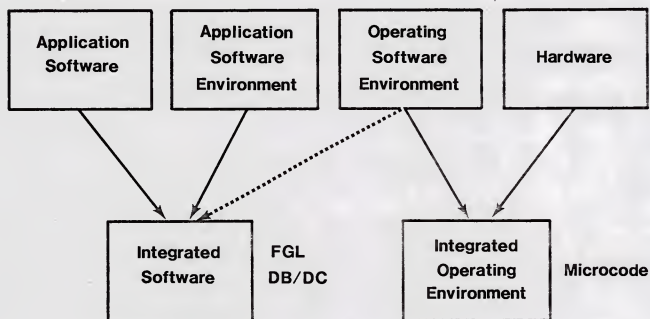 Application
Software
Application
Software
Environment
Operating
Software
Environment
Hardware
Integrated
Software
FGL
DB/DC
Integrated
Operating
Environment
Microcode